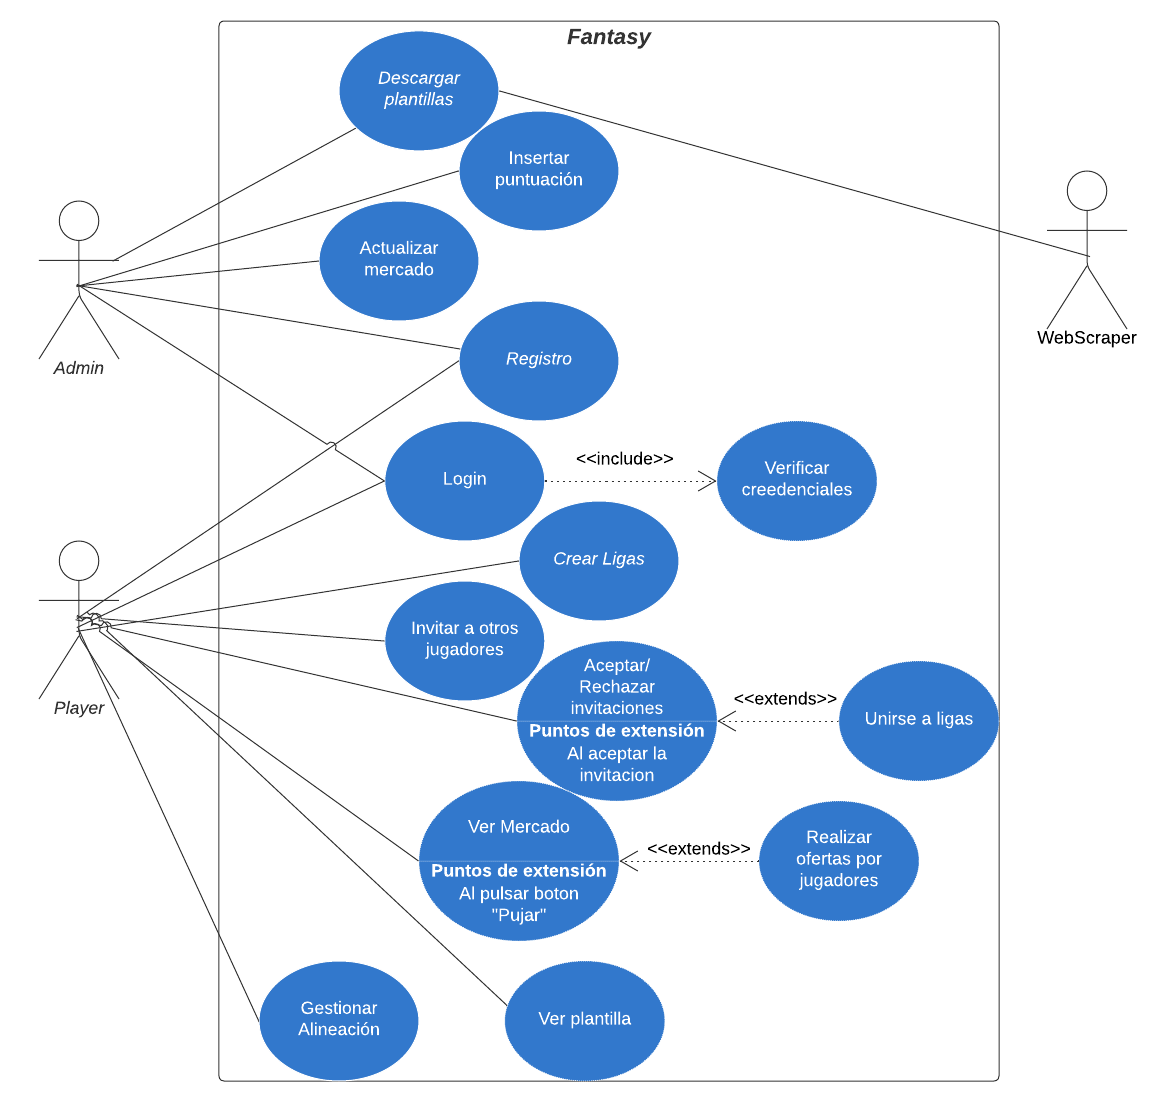 Fantasy
Descargar
plantillas
Insertar
puntuación
Actualizar
mercado
Admin
WebScraper
Registro
Login
<<include>>
Verificar
creedenciales
Crear Ligas
Invitar a otros
jugadores
Player
Aceptar/
Rechazar
invitaciones
Puntos de extensión
Al aceptar la
invitacion
<<extends>>
Unirse a ligas
Ver Mercado
Puntos de extensión
Al pulsar boton
"Pujar"
<<extends>>
Realizar
ofertas por
jugadores
Gestionar
Alineación
Ver plantilla